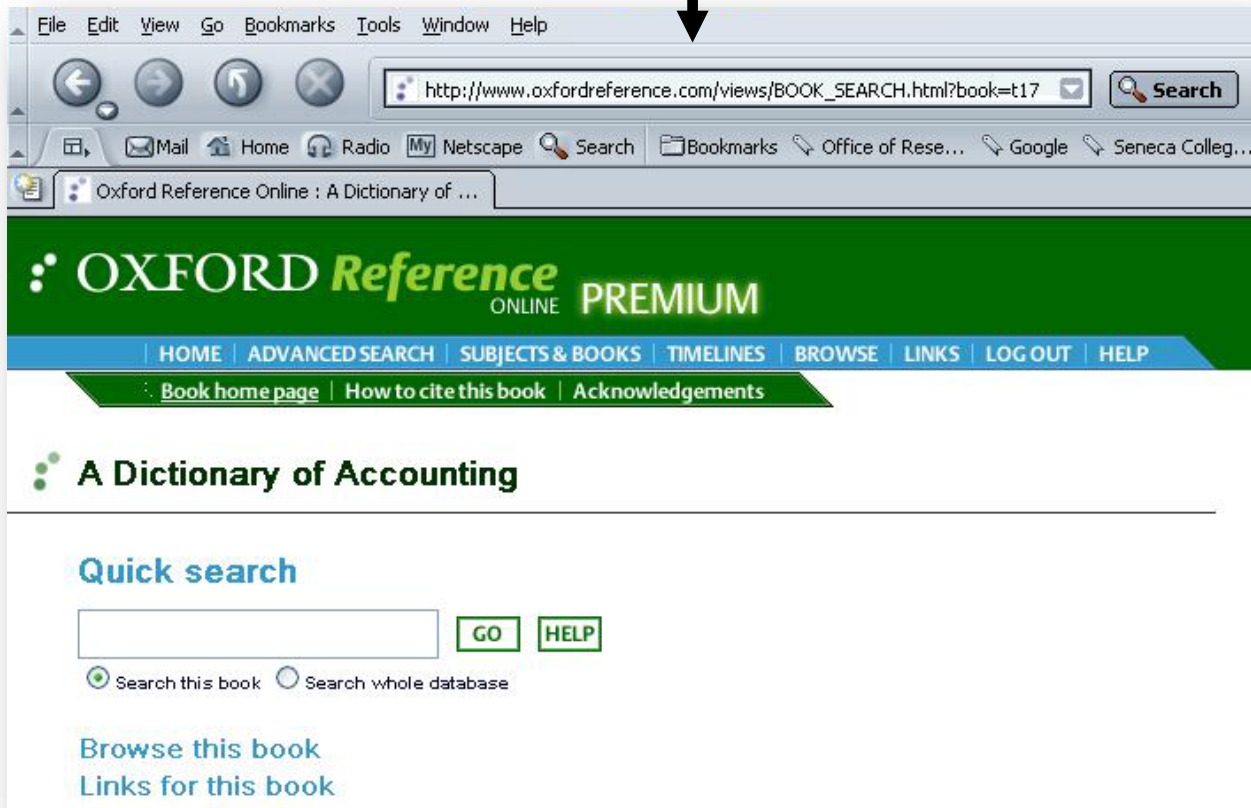 File Edit View Go Bookmarks Tools Window Help
http://www.oxfordreference.com/views/BOOK_SEARCH.html?book=t17 Search
Mail Home Radio My Netscape Search Bookmarks Office of Rese... Google Seneca Colleg...
Oxford Reference Online : A Dictionary of ...
OXFORD Reference ONLINE PREMIUM
HOME | ADVANCED SEARCH | SUBJECTS & BOOKS | TIMELINES | BROWSE | LINKS | LOG OUT | HELP
Book home page | How to cite this book | Acknowledgements
A Dictionary of Accounting
Quick search
GO HELP
Search this book Search whole database
Browse this book
Links for this book